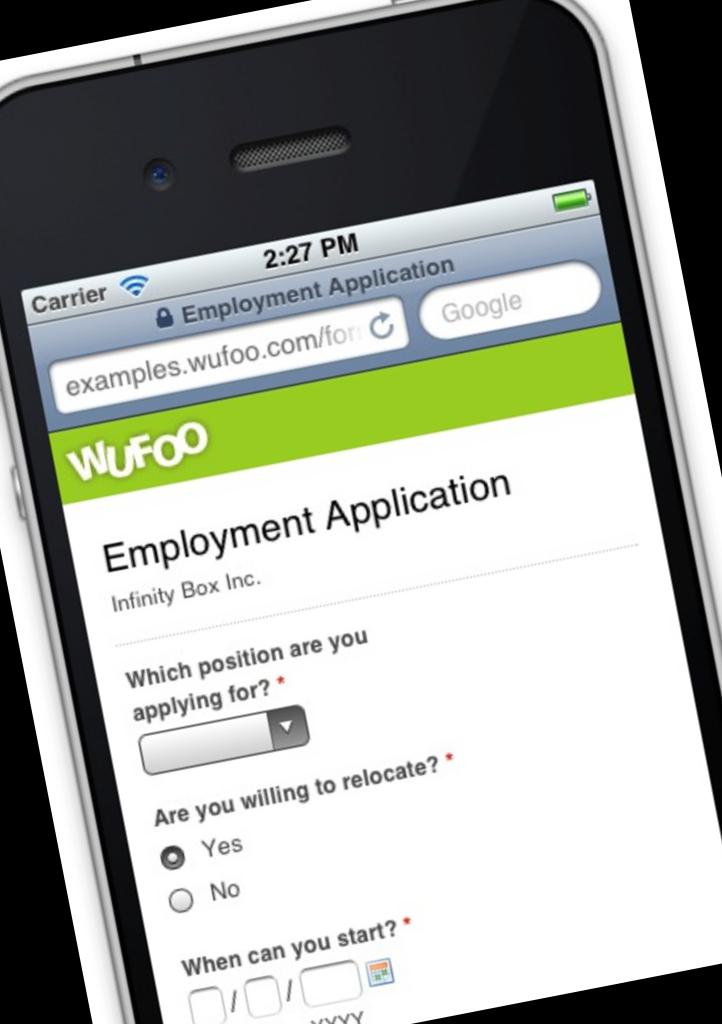 Carrier 2:27 PM
Employment Application
examples.wufoo.com/for Google
WUFOO
Employment Application
Infinity Box Inc.
Which position are you
applying for? *
Are you willing to relocate? *
Yes
No
When can you start? *
/ /
YYYY